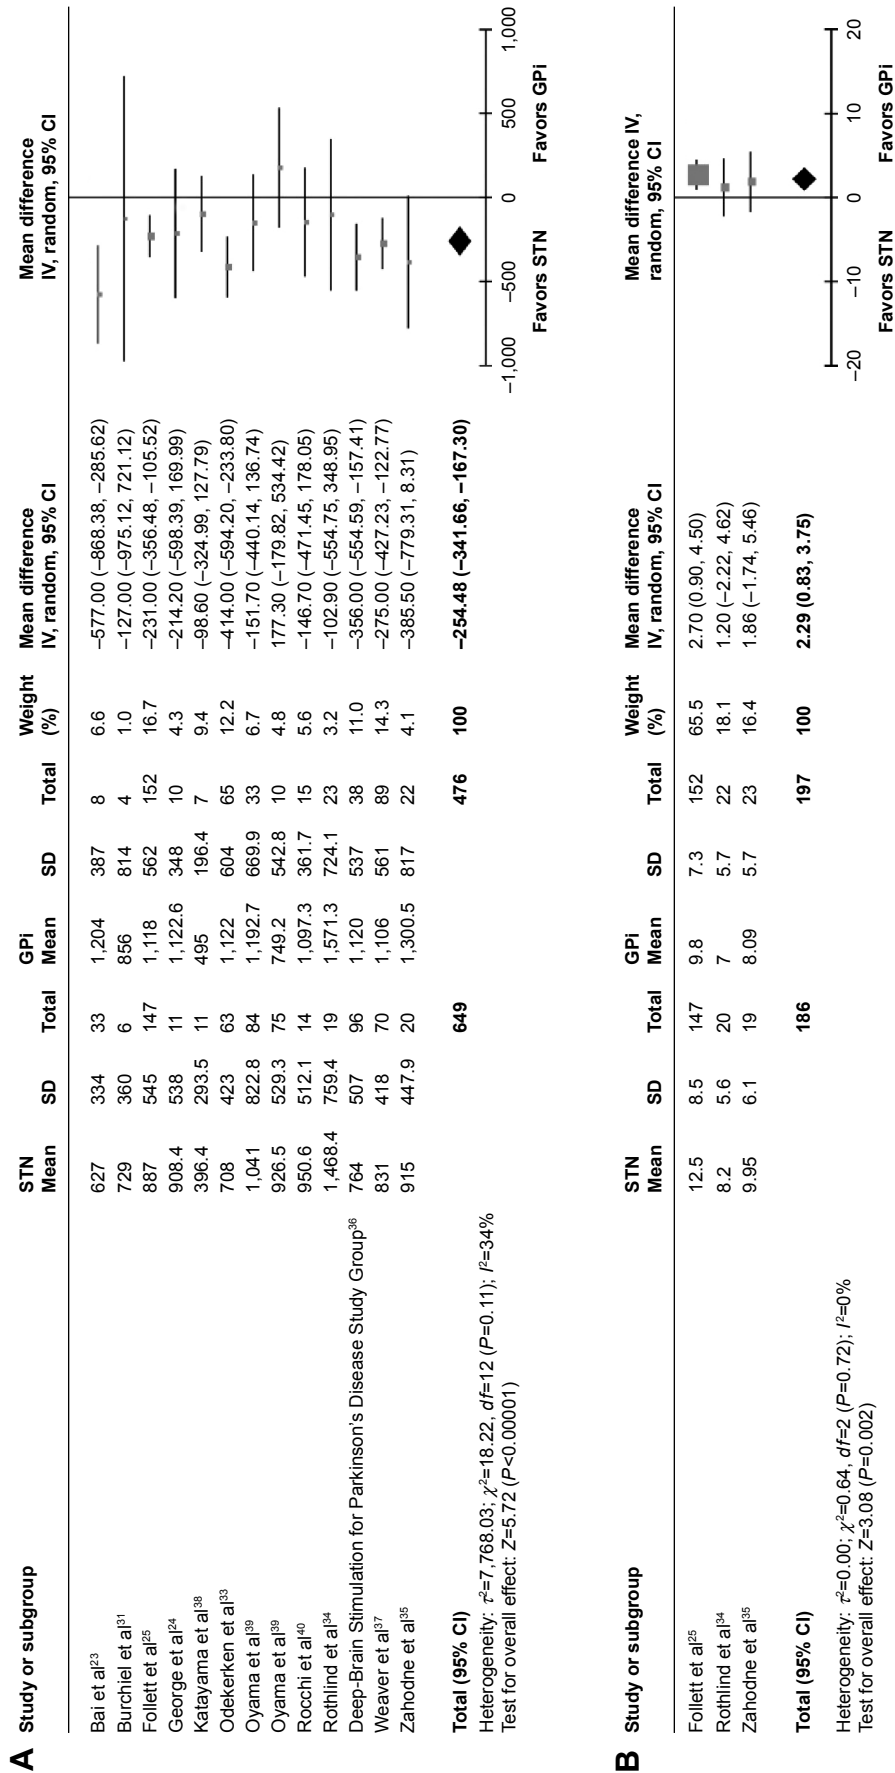 A
Study or subgroup STN Mean SD Total GPi Mean SD Total Weight (%) Mean difference IV, random, 95% CI Mean difference IV, random, 95% CI
Bai et al23 627 334 33 1,204 387 8 6.6 −577.00 (−868.38, −285.62)
Burchiel et al31 729 360 6 856 814 4 1.0 −127.00 (−975.12, 721.12)
Follett et al25 887 545 147 1,118 562 152 16.7 −231.00 (−356.48, −105.52)
George et al24 908.4 538 11 1,122.6 348 10 4.3 −214.20 (−598.39, 169.99)
Katayama et al38 396.4 293.5 11 495 196.4 7 9.4 −98.60 (−324.99, 127.79)
Odekerken et al33 708 423 63 1,122 604 65 12.2 −414.00 (−594.20, −233.80)
Oyama et al39 1,041 822.8 84 1,192.7 669.9 33 6.7 −151.70 (−440.14, 136.74)
Oyama et al39 926.5 529.3 75 749.2 542.8 10 4.8 177.30 (−179.82, 534.42)
Rocchi et al40 950.6 512.1 14 1,097.3 361.7 15 5.6 −146.70 (−471.45, 178.05)
Rothlind et al34 1,468.4 759.4 19 1,571.3 724.1 23 3.2 −102.90 (−554.75, 348.95)
Deep-Brain Stimulation for Parkinson's Disease Study Group36 764 507 96 1,120 537 38 11.0 −356.00 (−554.59, −157.41)
Weaver et al37 831 418 70 1,106 561 89 14.3 −275.00 (−427.23, −122.77)
Zahodne et al35 915 447.9 20 1,300.5 817 22 4.1 −385.50 (−779.31, 8.31)
Total (95% CI) 649 476 100 −254.48 (−341.66, −167.30)
Heterogeneity: τ2=7,768.03; χ2=18.22, df=12 (P=0.11); I2=34%
Test for overall effect: Z=5.72 (P<0.00001)
−1,000 −500 0 500 1,000
Favors STN Favors GPi
B
Study or subgroup STN Mean SD Total GPi Mean SD Total Weight (%) Mean difference IV, random, 95% CI Mean difference IV, random, 95% CI
Follett et al25 12.5 8.5 147 9.8 7.3 152 65.5 2.70 (0.90, 4.50)
Rothlind et al34 8.2 5.6 20 7 5.7 22 18.1 1.20 (−2.22, 4.62)
Zahodne et al35 9.95 6.1 19 8.09 5.7 23 16.4 1.86 (−1.74, 5.46)
Total (95% CI) 186 197 100 2.29 (0.83, 3.75)
Heterogeneity: τ2=0.00; χ2=0.64, df=2 (P=0.72); I2=0%
Test for overall effect: Z=3.08 (P=0.002)
−20 −10 0 10 20
Favors STN Favors GPi